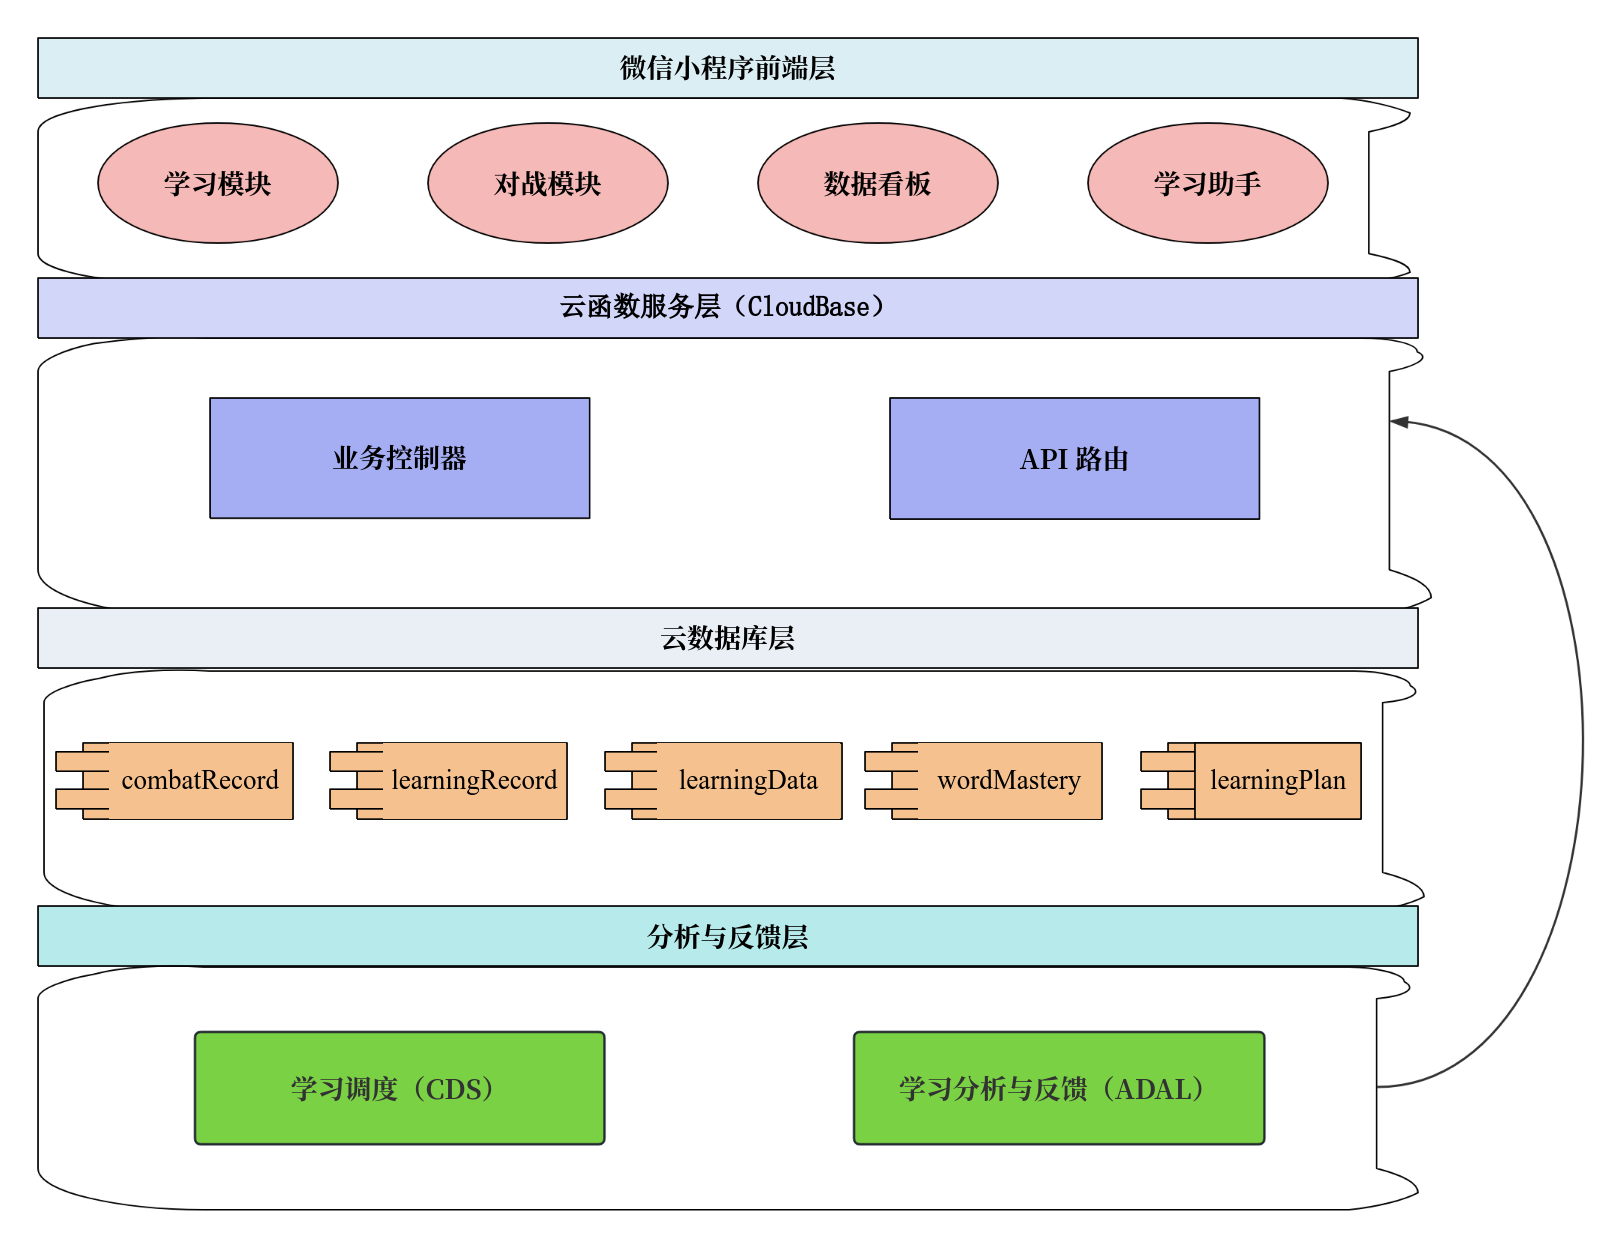 微信小程序前端层
学习模块
对战模块
数据看板
学习助手
云函数服务层（CloudBase）
业务控制器
API 路由
云数据库层
combatRecord
learningRecord
learningData
wordMastery
learningPlan
分析与反馈层
学习调度（CDS）
学习分析与反馈（ADAL）